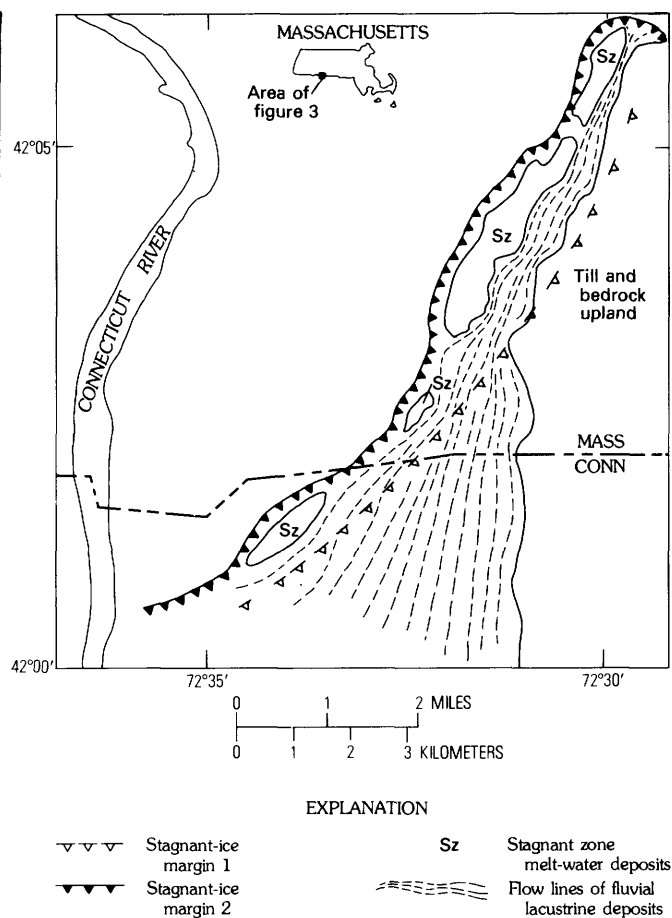 MASSACHUSETTS
Area of
figure 3
Sz
42°05'
Sz
CONNECTICUT RIVER
Till and
bedrock
upland
Sz
MASS
CONN
Sz
42°00'
72°35'
72°30'
0 1 2 MILES
0 1 2 3 KILOMETERS
EXPLANATION
Stagnant-ice
margin 1
Sz Stagnant zone
melt-water deposits
Stagnant-ice
margin 2
Flow lines of fluvial
lacustrine deposits